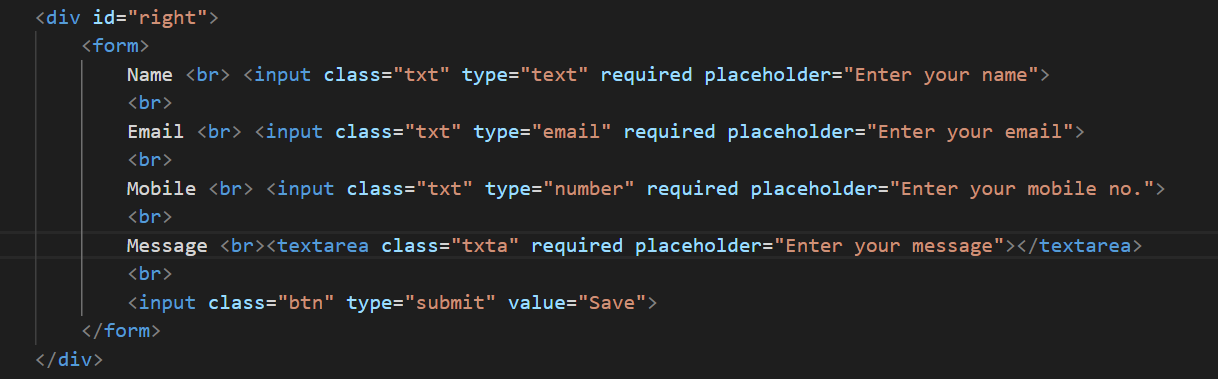 <div id="right">
<form>
Name <br> <input class="txt" type="text" required placeholder="Enter your name">
<br>
Email <br> <input class="txt" type="email" required placeholder="Enter your email">
<br>
Mobile <br> <input class="txt" type="number" required placeholder="Enter your mobile no.">
<br>
Message <br><textarea class="txta" required placeholder="Enter your message"></textarea>
<br>
<input class="btn" type="submit" value="Save">
</form>
</div>